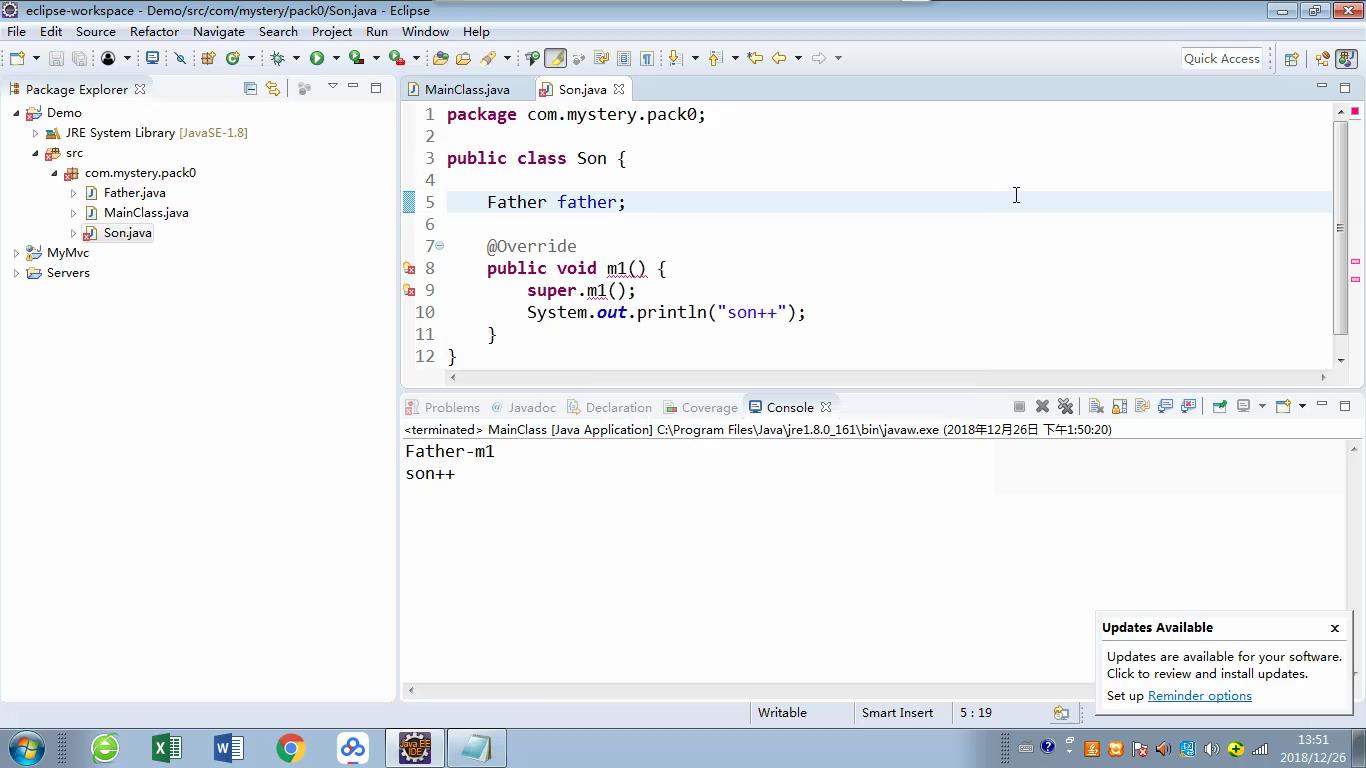 eclipse-workspace - Demo/src/com/mystery/pack0/Son.java - Eclipse
File Edit Source Refactor Navigate Search Project Run Window Help
Quick Access
Package Explorer
MainClass.java Son.java
Demo
JRE System Library [JavaSE-1.8]
src
com.mystery.pack0
Father.java
MainClass.java
Son.java
MyMvc
Servers
1 package com.mystery.pack0;
2
3 public class Son {
4
5 Father father;
6
7 @Override
8 public void m1() {
9 super.m1();
10 System.out.println("son++");
11 }
12 }
Problems @ Javadoc Declaration Coverage Console
<terminated> MainClass [Java Application] C:\Program Files\Java\jre1.8.0_161\bin\javaw.exe (2018年12月26日 下午1:50:20)
Father-m1
son++
Updates Available x
Updates are available for your software.
Click to review and install updates.
Set up Reminder options
Writable Smart Insert 5 : 19
Java EE
IDE
13:51
2018/12/26